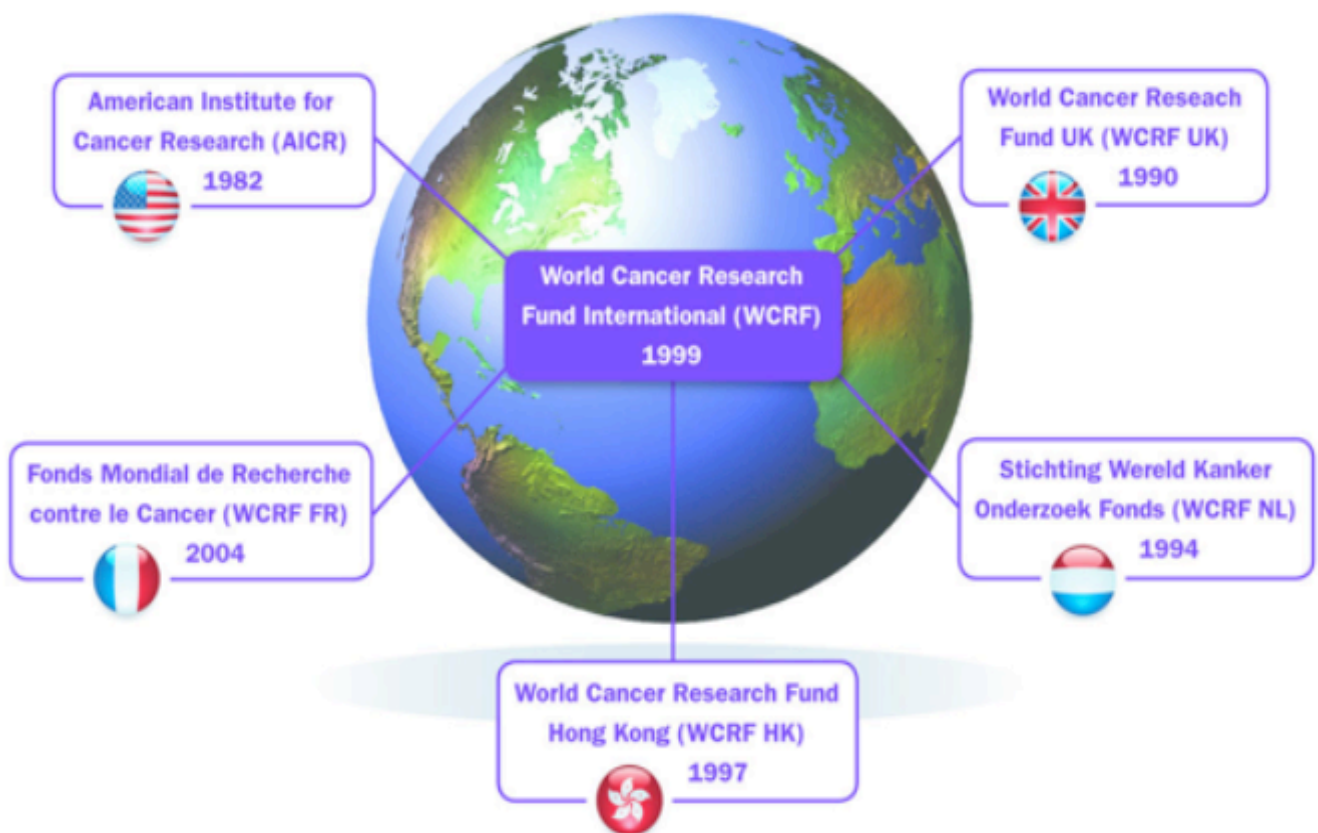 American Institute for
Cancer Research (AICR)
1982
World Cancer Reseach
Fund UK (WCRF UK)
1990
World Cancer Research
Fund International (WCRF)
1999
Fonds Mondial de Recherche
contre le Cancer (WCRF FR)
2004
Stichting Wereld Kanker
Onderzoek Fonds (WCRF NL)
1994
World Cancer Research Fund
Hong Kong (WCRF HK)
1997